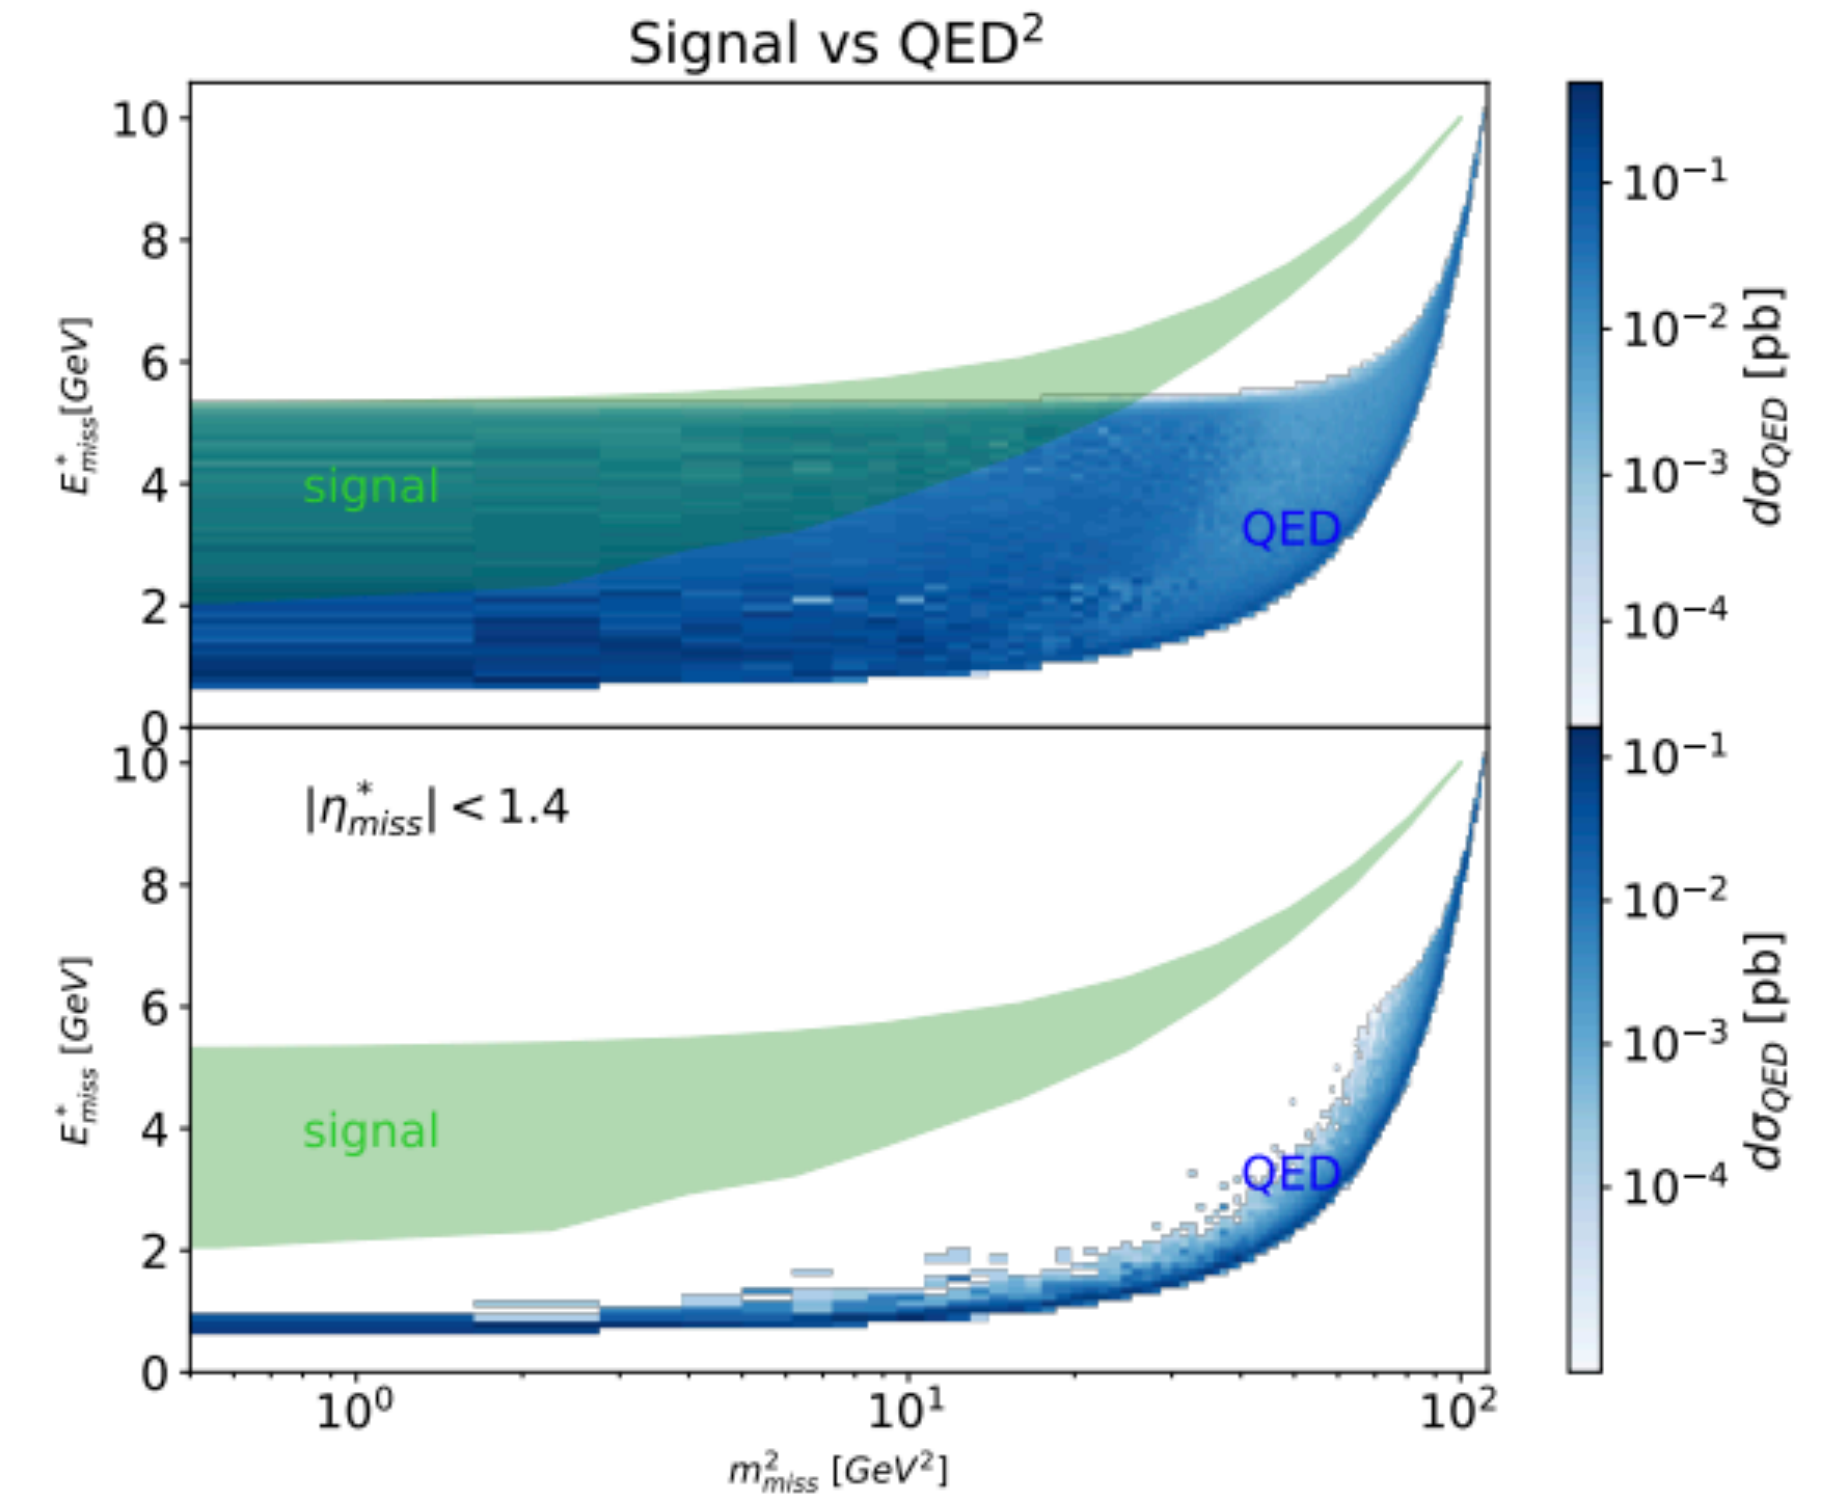 Signal vs QED²
10
8
6
4
2
0
E*miss[GeV]
signal
QED
10⁻¹
10⁻²
10⁻³
10⁻⁴
dσQED [pb]
|η*miss| < 1.4
10
8
6
4
2
0
E*miss [GeV]
signal
QED
10⁻¹
10⁻²
10⁻³
10⁻⁴
dσQED [pb]
10⁰
10¹
10²
m²miss [GeV²]